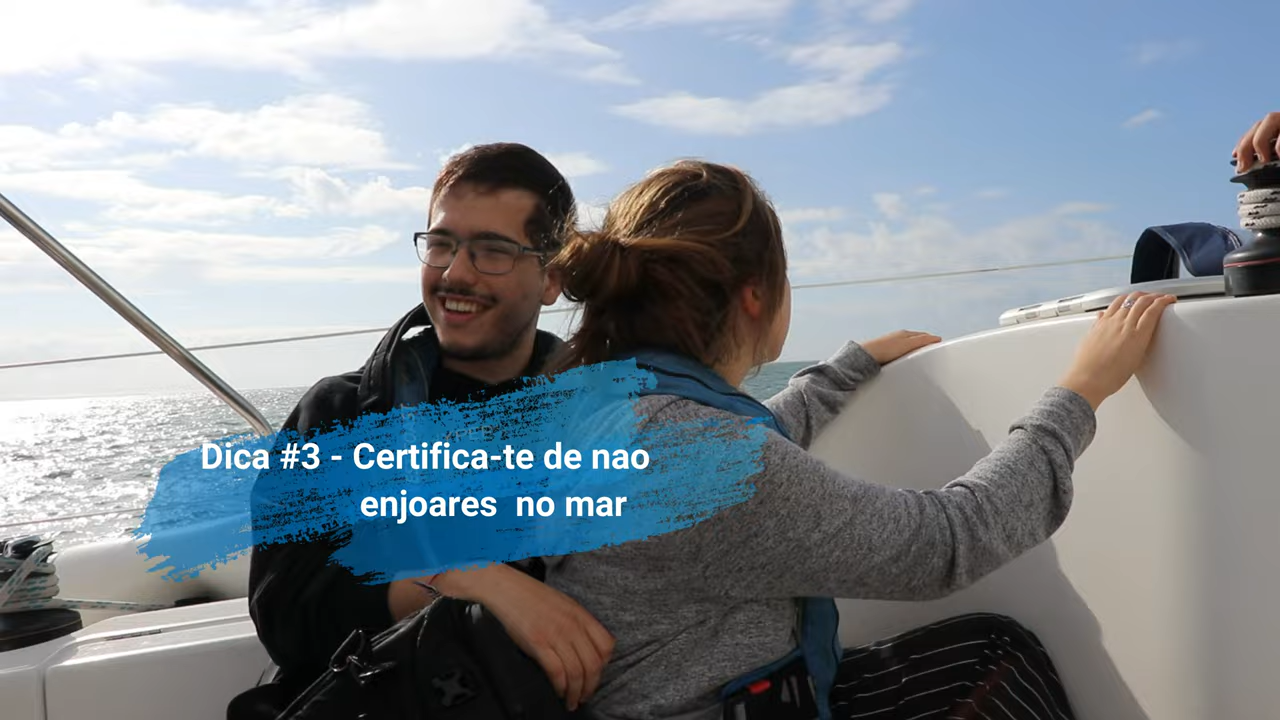 Dica #3 - Certifica-te de nao
enjoares  no mar